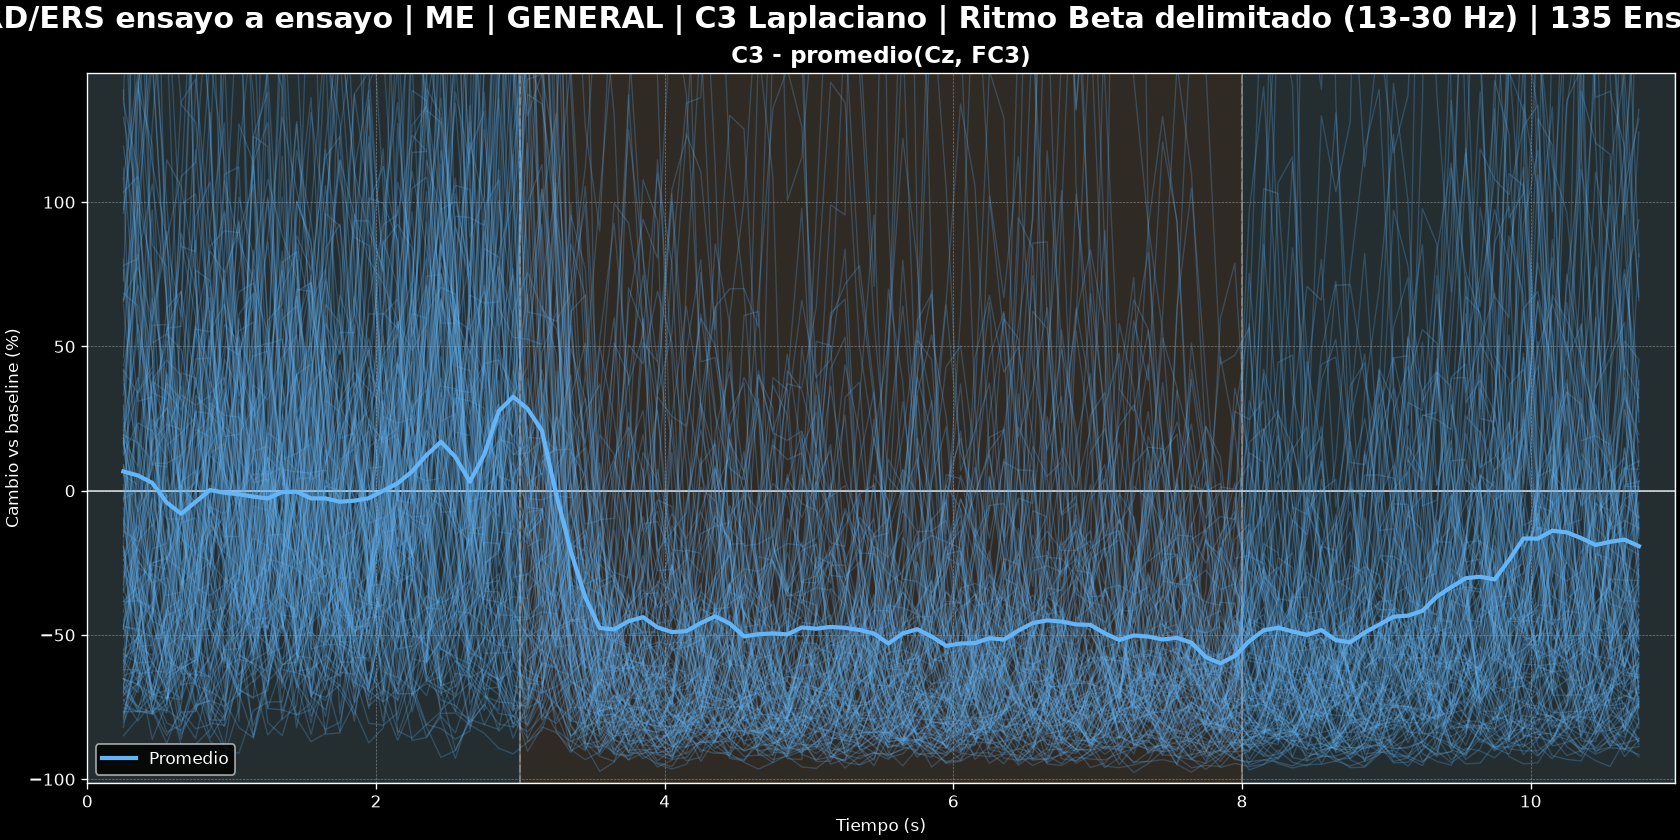 RD/ERS ensayo a ensayo | ME | GENERAL | C3 Laplaciano | Ritmo Beta delimitado (13-30 Hz) | 135 Ens
C3 - promedio(Cz, FC3)
Cambio vs baseline (%)
100
50
0
−50
−100
Promedio
0 2 4 6 8 10
Tiempo (s)